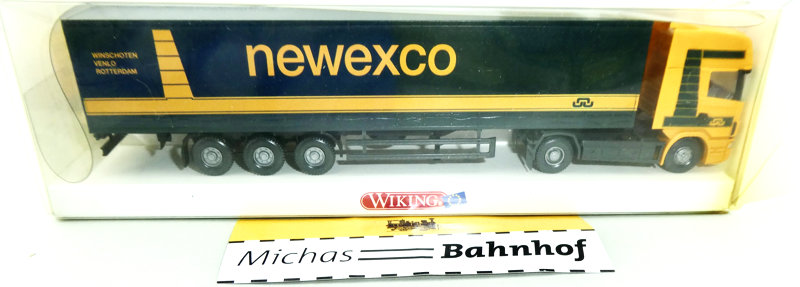 WINSCHOTEN
VENLO
ROTTERDAM
newexco
WIKING
Michas Bahnhof